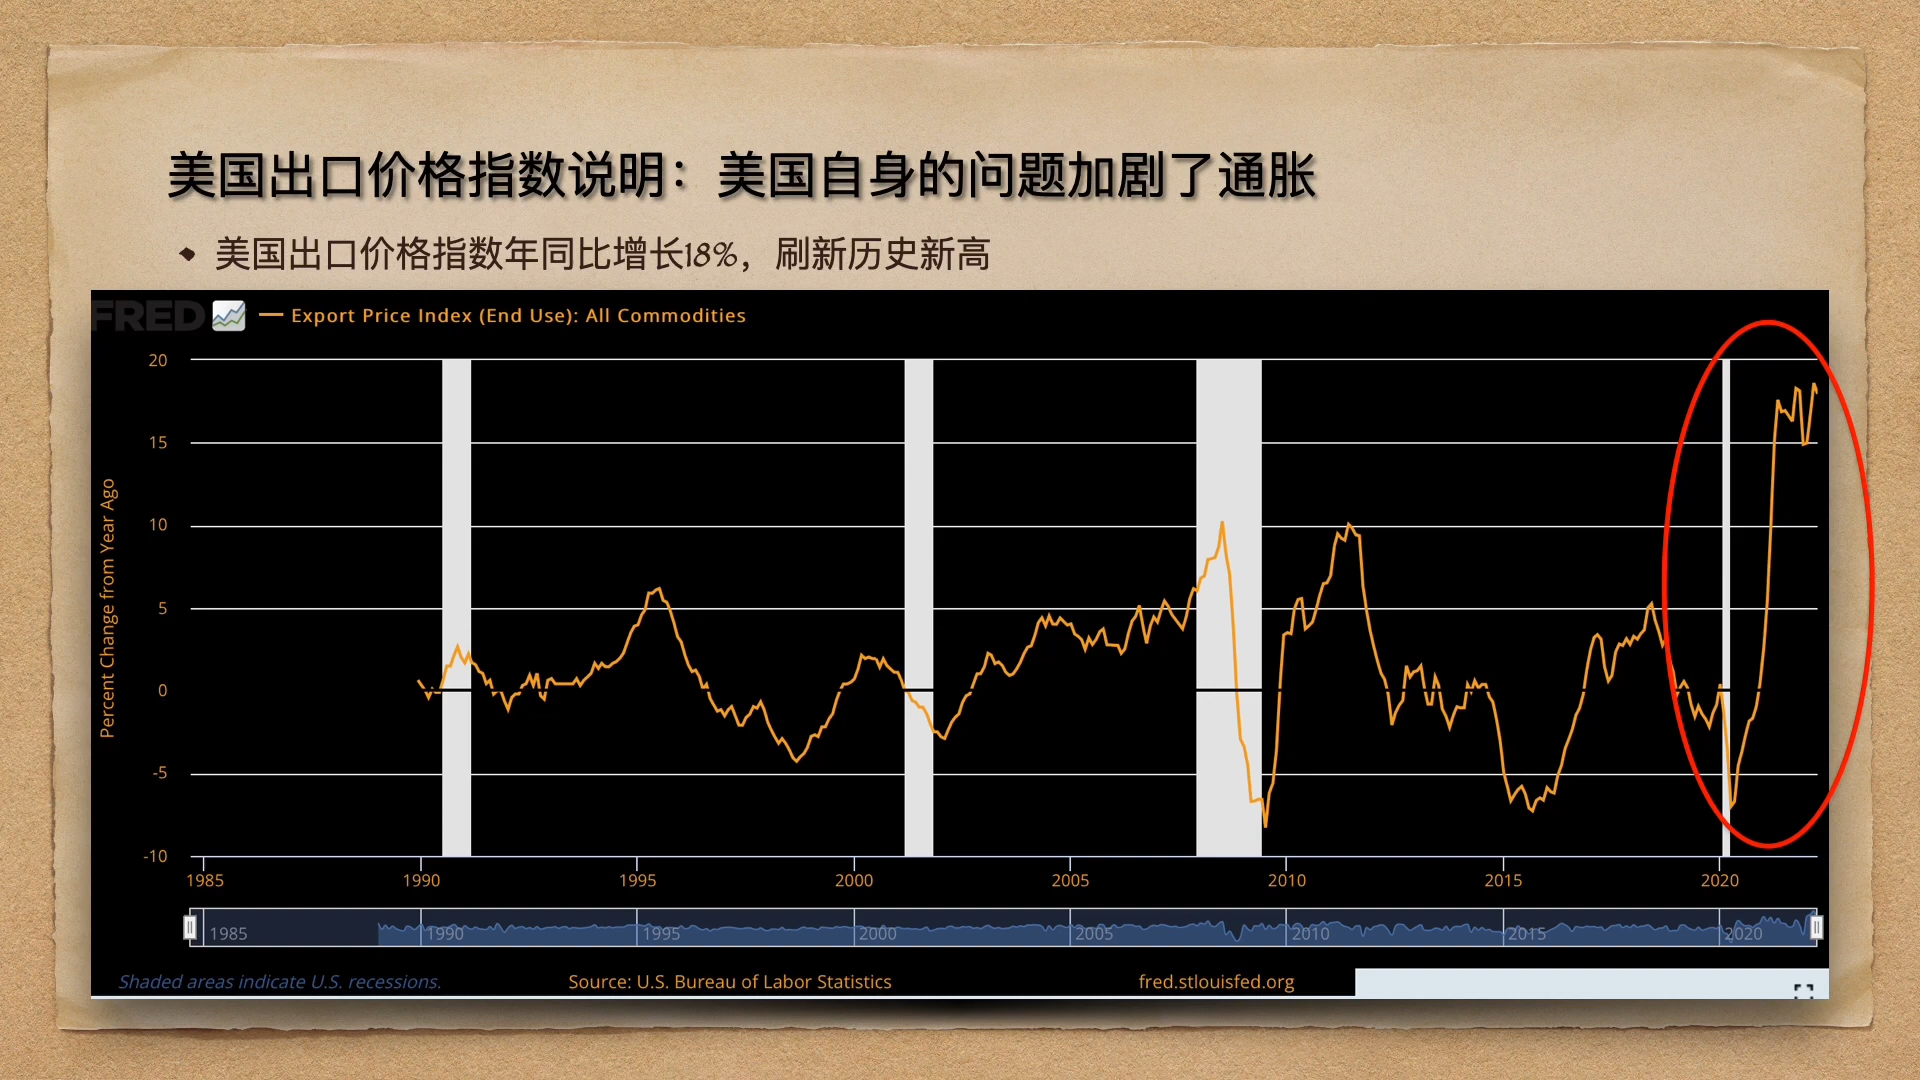 美国出口价格指数说明：美国自身的问题加剧了通胀
美国出口价格指数年同比增长18%，刷新历史新高
FRED — Export Price Index (End Use): All Commodities
Percent Change from Year Ago
20
15
10
5
0
-5
-10
1985 1990 1995 2000 2005 2010 2015 2020
1985 1990 1995 2000 2005 2010 2015 2020
Shaded areas indicate U.S. recessions. Source: U.S. Bureau of Labor Statistics fred.stlouisfed.org